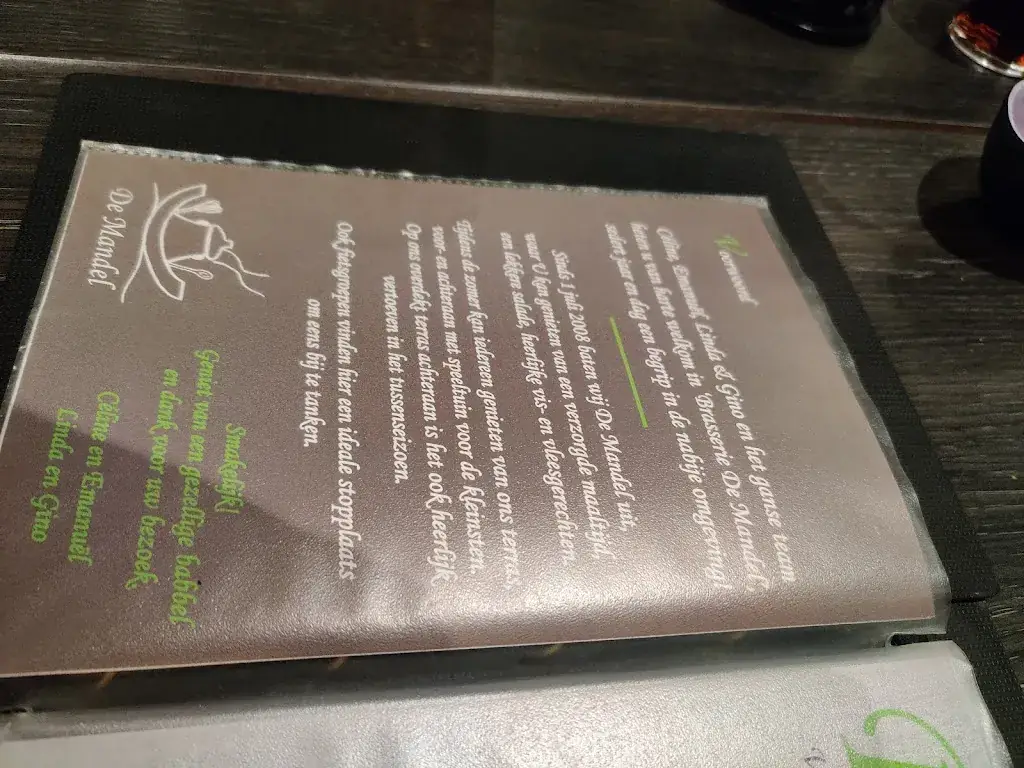 Voorwoord
Céline, Emanuël, Linda & Gino en het ganse team
heten u van harte welkom in Brasserie De Mandel,
sedert jaar en dag een begrip in de nabije omgeving!
Sinds 1 juli 2008 baten wij De Mandel uit,
waar U kan genieten van een verzorgde maaltijd,
een lekkere salade, heerlijke vis- en vleesgerechten.
Tijdens de zomer kan iedereen genieten van ons terras,
voor- en achteraan met speeltuin voor de kleinsten.
Op ons overdekt terras achteraan is het ook heerlijk
vertoeven in het tussenseizoen.
Ook fietsgroepen vinden hier een ideale stopplaats
om eens bij te tanken.
Smakelijk!
Geniet van een gezellige babbel
en dank voor uw bezoek,
Céline en Emanuël
Linda en Gino
De Mandel